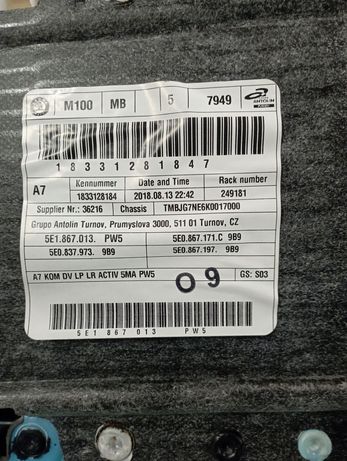 M100 MB 5 7949
ANTOLIN
18331281847
A7 Kennummer Date and Time Rack number
1833128184 2018.08.13 22:42 249181
Supplier Nr.: 36216 Chassis TMBJG7NE6K0017000
Grupo Antolin Turnov, Prumyslova 3000, 511 01 Turnov, CZ
5E1.867.013. PW5 5E0.867.171.C 9B9
5E0.837.973. 9B9 5E0.867.197. 9B9
A7 KOM DV LP LR ACTIV 5MA PW5 GS: S03
09
5E1 867 013 PW5